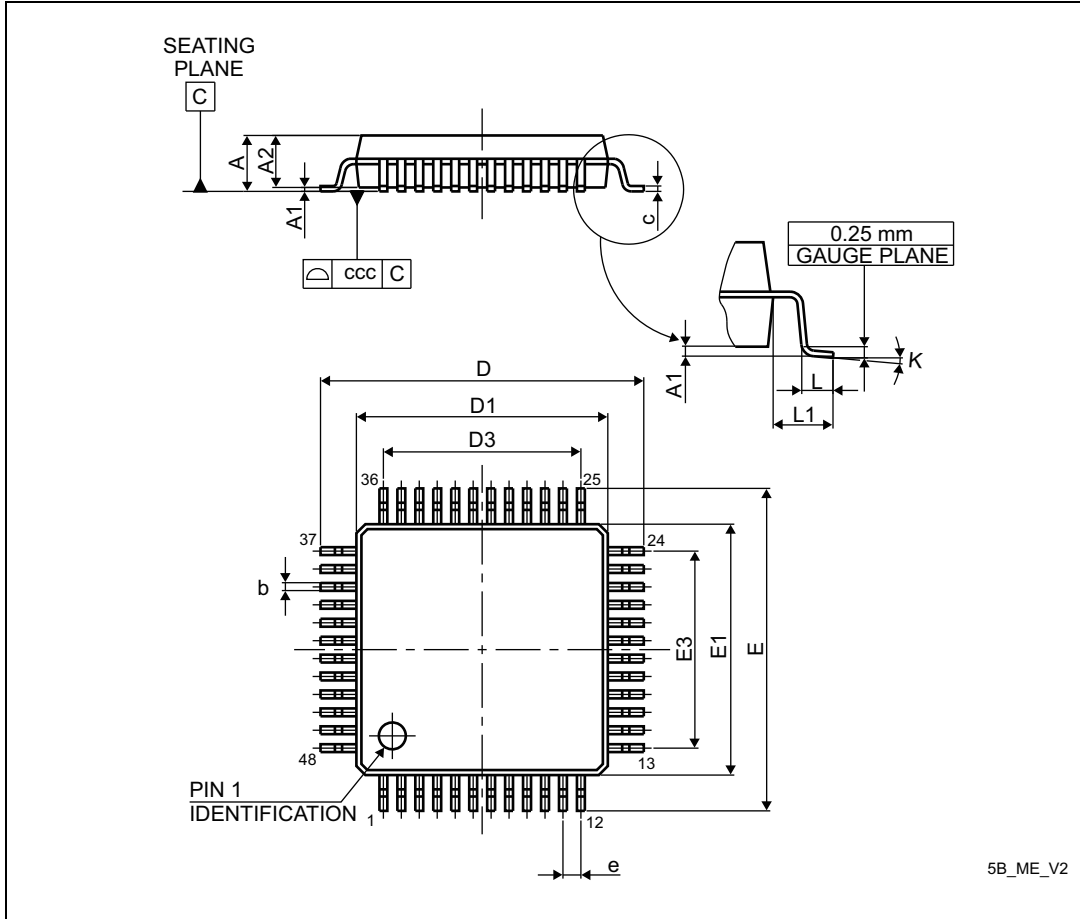 SEATING
PLANE
C
A
A2
A1
c
ccc C
0.25 mm
GAUGE PLANE
A1
K
L
L1
D
D1
D3
36
25
37
24
b
E3
E1
E
48
13
PIN 1
IDENTIFICATION
1
12
e
5B_ME_V2